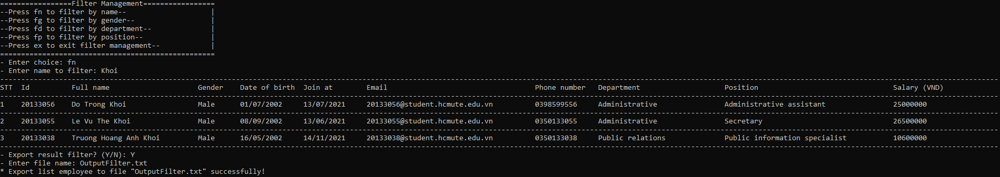 =================Filter Management=================
--Press fn to filter by name--                    |
--Press fg to filter by gender--                  |
--Press fd to filter by department--              |
--Press fp to filter by position--                |
--Press ex to exit filter management--            |
===================================================
- Enter choice: fn
- Enter name to filter: Khoi
STT  Id          Full name                     Gender    Date of birth  Join at        Email                                   Phone number   Department                    Position                                Salary (VND)
1    20133056    Do Trong Khoi                 Male      01/07/2002     13/07/2021     20133056@student.hcmute.edu.vn          0398599556     Administrative                Administrative assistant                25000000
2    20133055    Le Vu The Khoi                Male      08/09/2002     13/06/2021     20133055@student.hcmute.edu.vn          0350133055     Administrative                Secretary                               26500000
3    20133038    Truong Hoang Anh Khoi         Male      16/05/2002     14/11/2021     20133038@student.hcmute.edu.vn          0350133038     Public relations              Public information specialist           10600000
- Export result filter? (Y/N): Y
- Enter file name: OutputFilter.txt
* Export list employee to file "OutputFilter.txt" successfully!